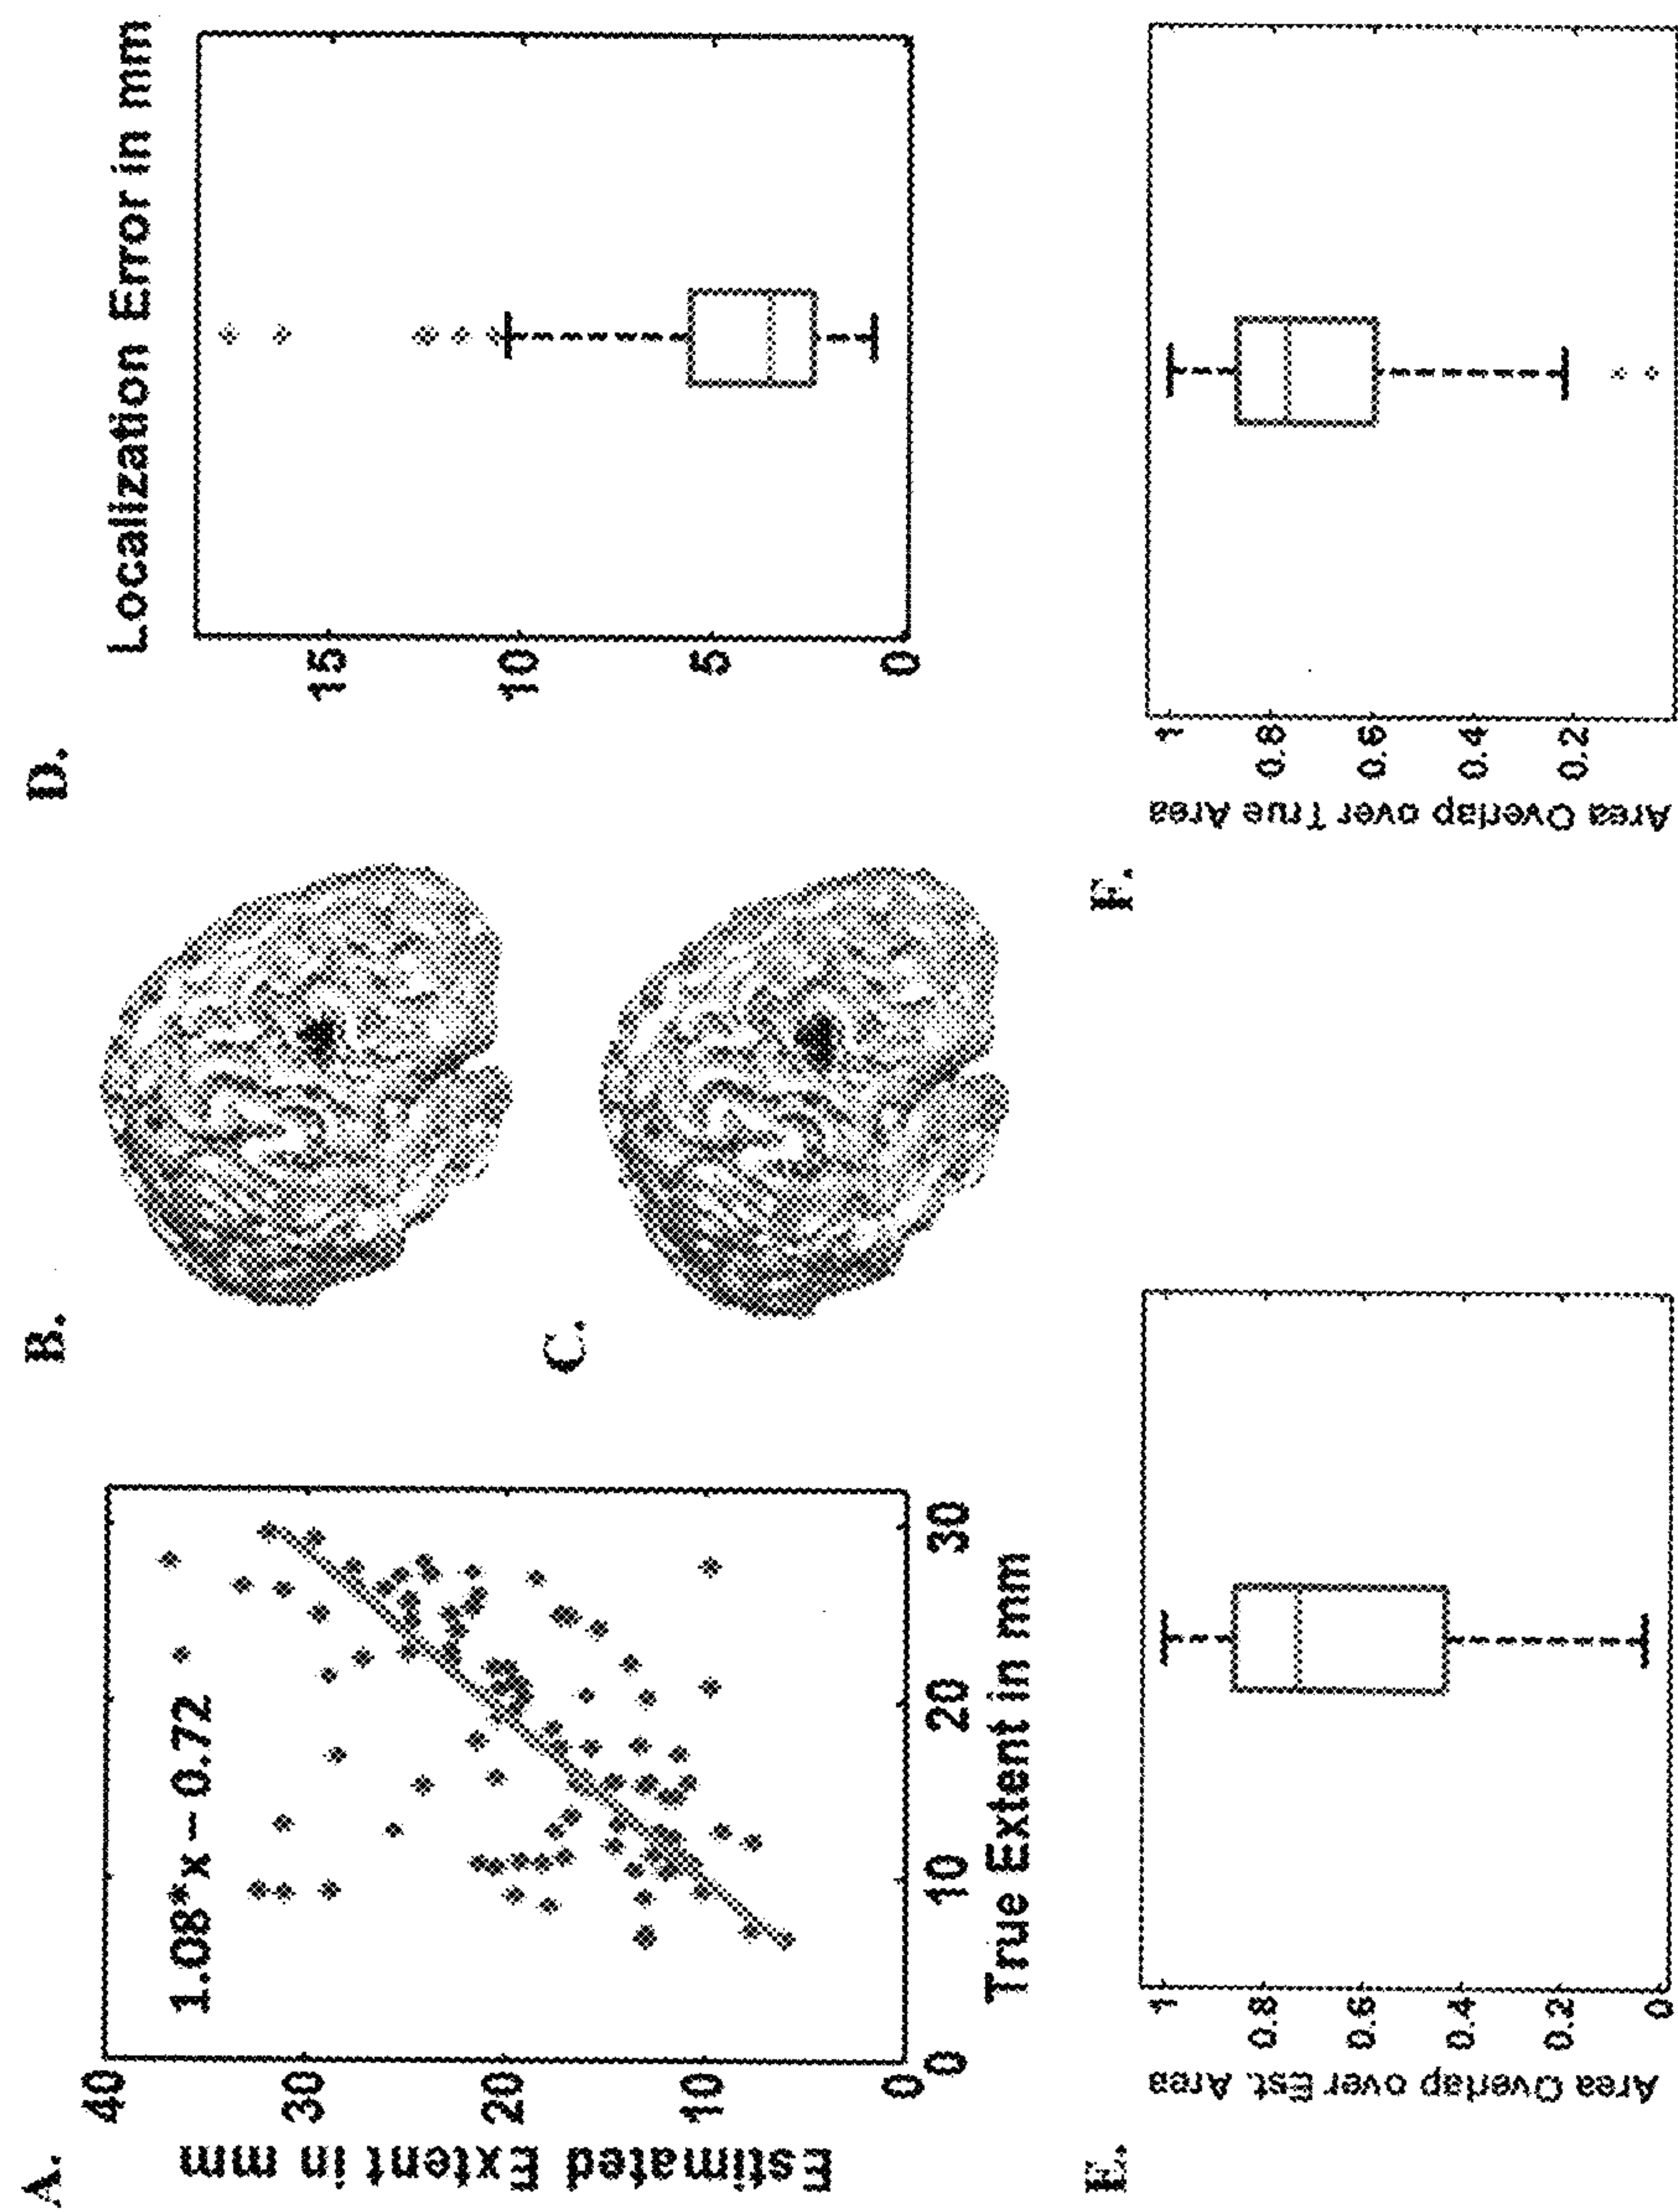 A.
Estimated Extent in mm
40
30
20
10
0
1.08*x - 0.72
0
10
20
30
True Extent in mm
B.
C.
D.
Localization Error in mm
15
10
5
0
E.
Area Overlap over Est. Area
1
0.8
0.6
0.4
0.2
0
F.
Area Overlap over True Area
1
0.8
0.6
0.4
0.2